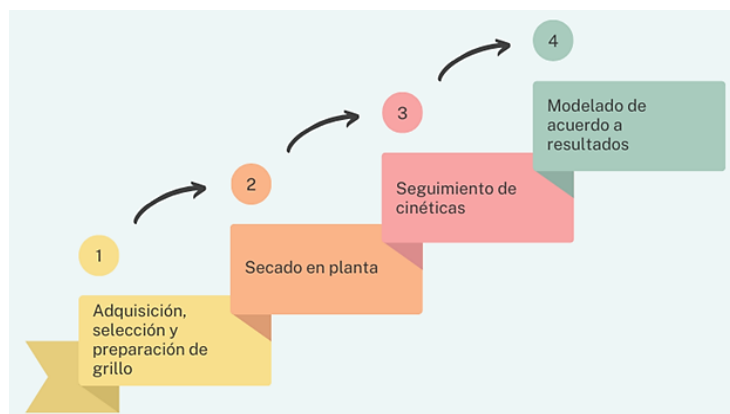 1
Adquisición,
selección y
preparación de
grillo
2
Secado en planta
3
Seguimiento de
cinéticas
4
Modelado de
acuerdo a
resultados